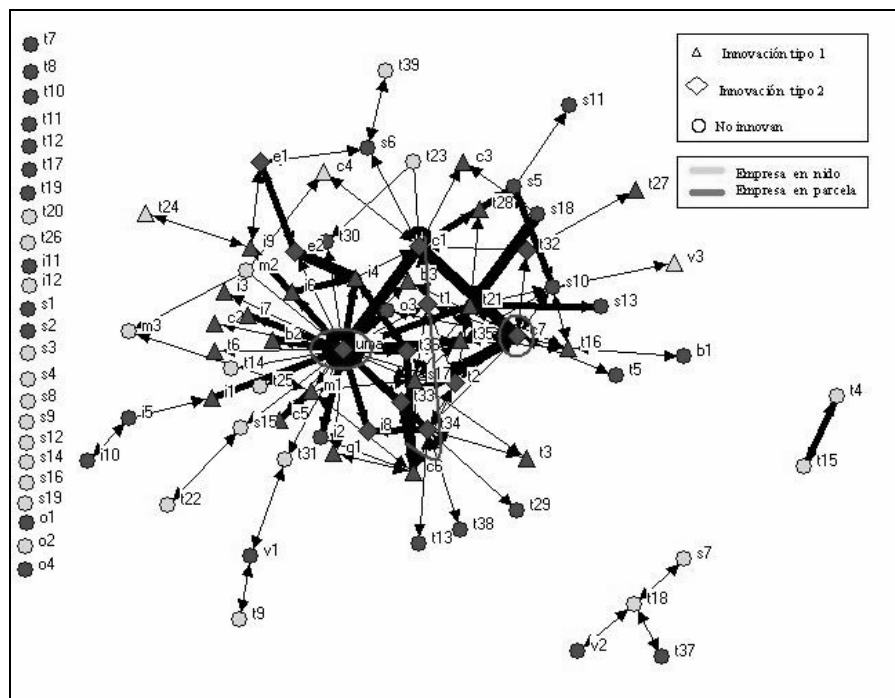 t7
t8
t10
t11
t12
t17
t19
t20
t26
i11
i12
s1
s2
s3
s4
s8
s9
s12
s14
s16
s19
o1
o2
o4
Innovación tipo 1
Innovación tipo 2
No innovan
Empresa en nido
Empresa en parcela
t39
s11
s6
e1
c4
t23
c3
s5
t27
t24
t28
s18
i9
e2
t30
c1
t32
m2
i4
b3
v3
i3
i6
s10
o3
t1
t21
s13
i7
c2
m3
b2
uma
t35
c7
t6
t36
t16
b1
t14
s17
t2
t5
t25
m1
i1
t33
t4
i5
s15
c5
i2
i8
t34
g1
t3
i10
t31
c6
t15
t22
t29
t13
t38
v1
s7
t9
t18
v2
t37